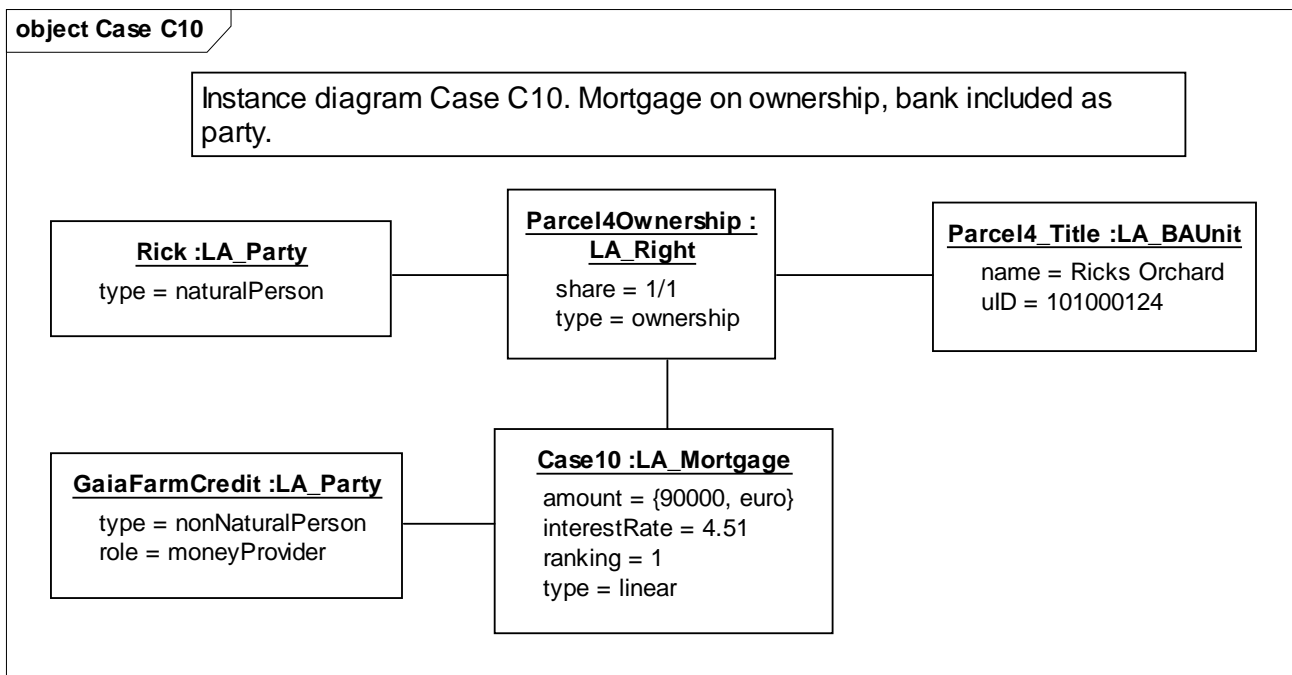 object Case C10
Instance diagram Case C10. Mortgage on ownership, bank included as
party.
Rick :LA_Party
type = naturalPerson
Parcel4Ownership :
LA_Right
share = 1/1
type = ownership
Parcel4_Title :LA_BAUnit
name = Ricks Orchard
uID = 101000124
GaiaFarmCredit :LA_Party
type = nonNaturalPerson
role = moneyProvider
Case10 :LA_Mortgage
amount = {90000, euro}
interestRate = 4.51
ranking = 1
type = linear